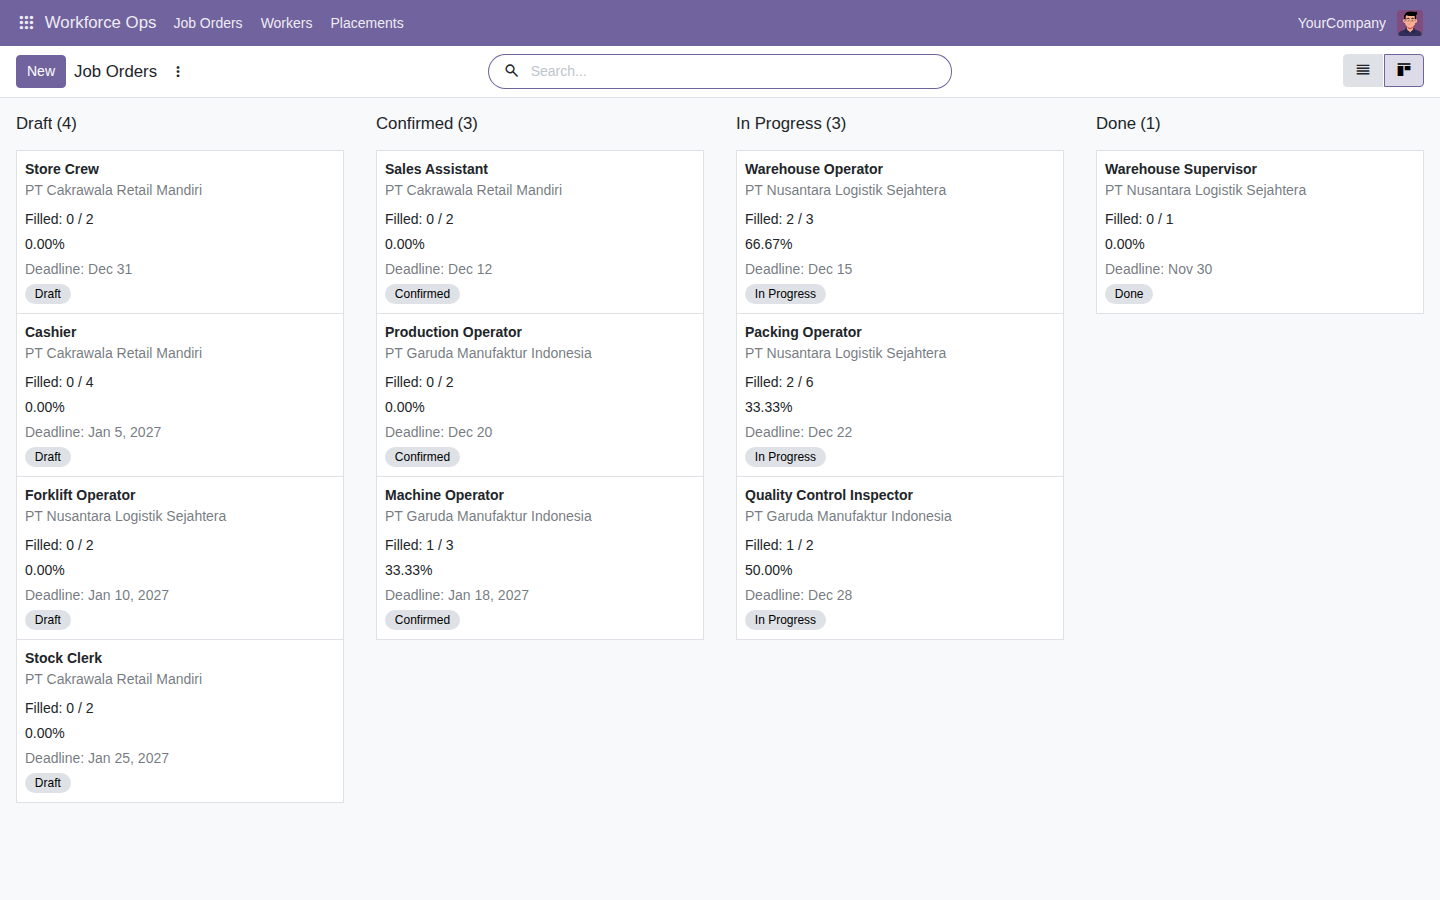 Workforce Ops Job Orders Workers Placements YourCompany
New Job Orders Search...
Draft (4)
Store Crew
PT Cakrawala Retail Mandiri
Filled: 0 / 2
0.00%
Deadline: Dec 31
Draft
Cashier
PT Cakrawala Retail Mandiri
Filled: 0 / 4
0.00%
Deadline: Jan 5, 2027
Draft
Forklift Operator
PT Nusantara Logistik Sejahtera
Filled: 0 / 2
0.00%
Deadline: Jan 10, 2027
Draft
Stock Clerk
PT Cakrawala Retail Mandiri
Filled: 0 / 2
0.00%
Deadline: Jan 25, 2027
Draft
Confirmed (3)
Sales Assistant
PT Cakrawala Retail Mandiri
Filled: 0 / 2
0.00%
Deadline: Dec 12
Confirmed
Production Operator
PT Garuda Manufaktur Indonesia
Filled: 0 / 2
0.00%
Deadline: Dec 20
Confirmed
Machine Operator
PT Garuda Manufaktur Indonesia
Filled: 1 / 3
33.33%
Deadline: Jan 18, 2027
Confirmed
In Progress (3)
Warehouse Operator
PT Nusantara Logistik Sejahtera
Filled: 2 / 3
66.67%
Deadline: Dec 15
In Progress
Packing Operator
PT Nusantara Logistik Sejahtera
Filled: 2 / 6
33.33%
Deadline: Dec 22
In Progress
Quality Control Inspector
PT Garuda Manufaktur Indonesia
Filled: 1 / 2
50.00%
Deadline: Dec 28
In Progress
Done (1)
Warehouse Supervisor
PT Nusantara Logistik Sejahtera
Filled: 0 / 1
0.00%
Deadline: Nov 30
Done